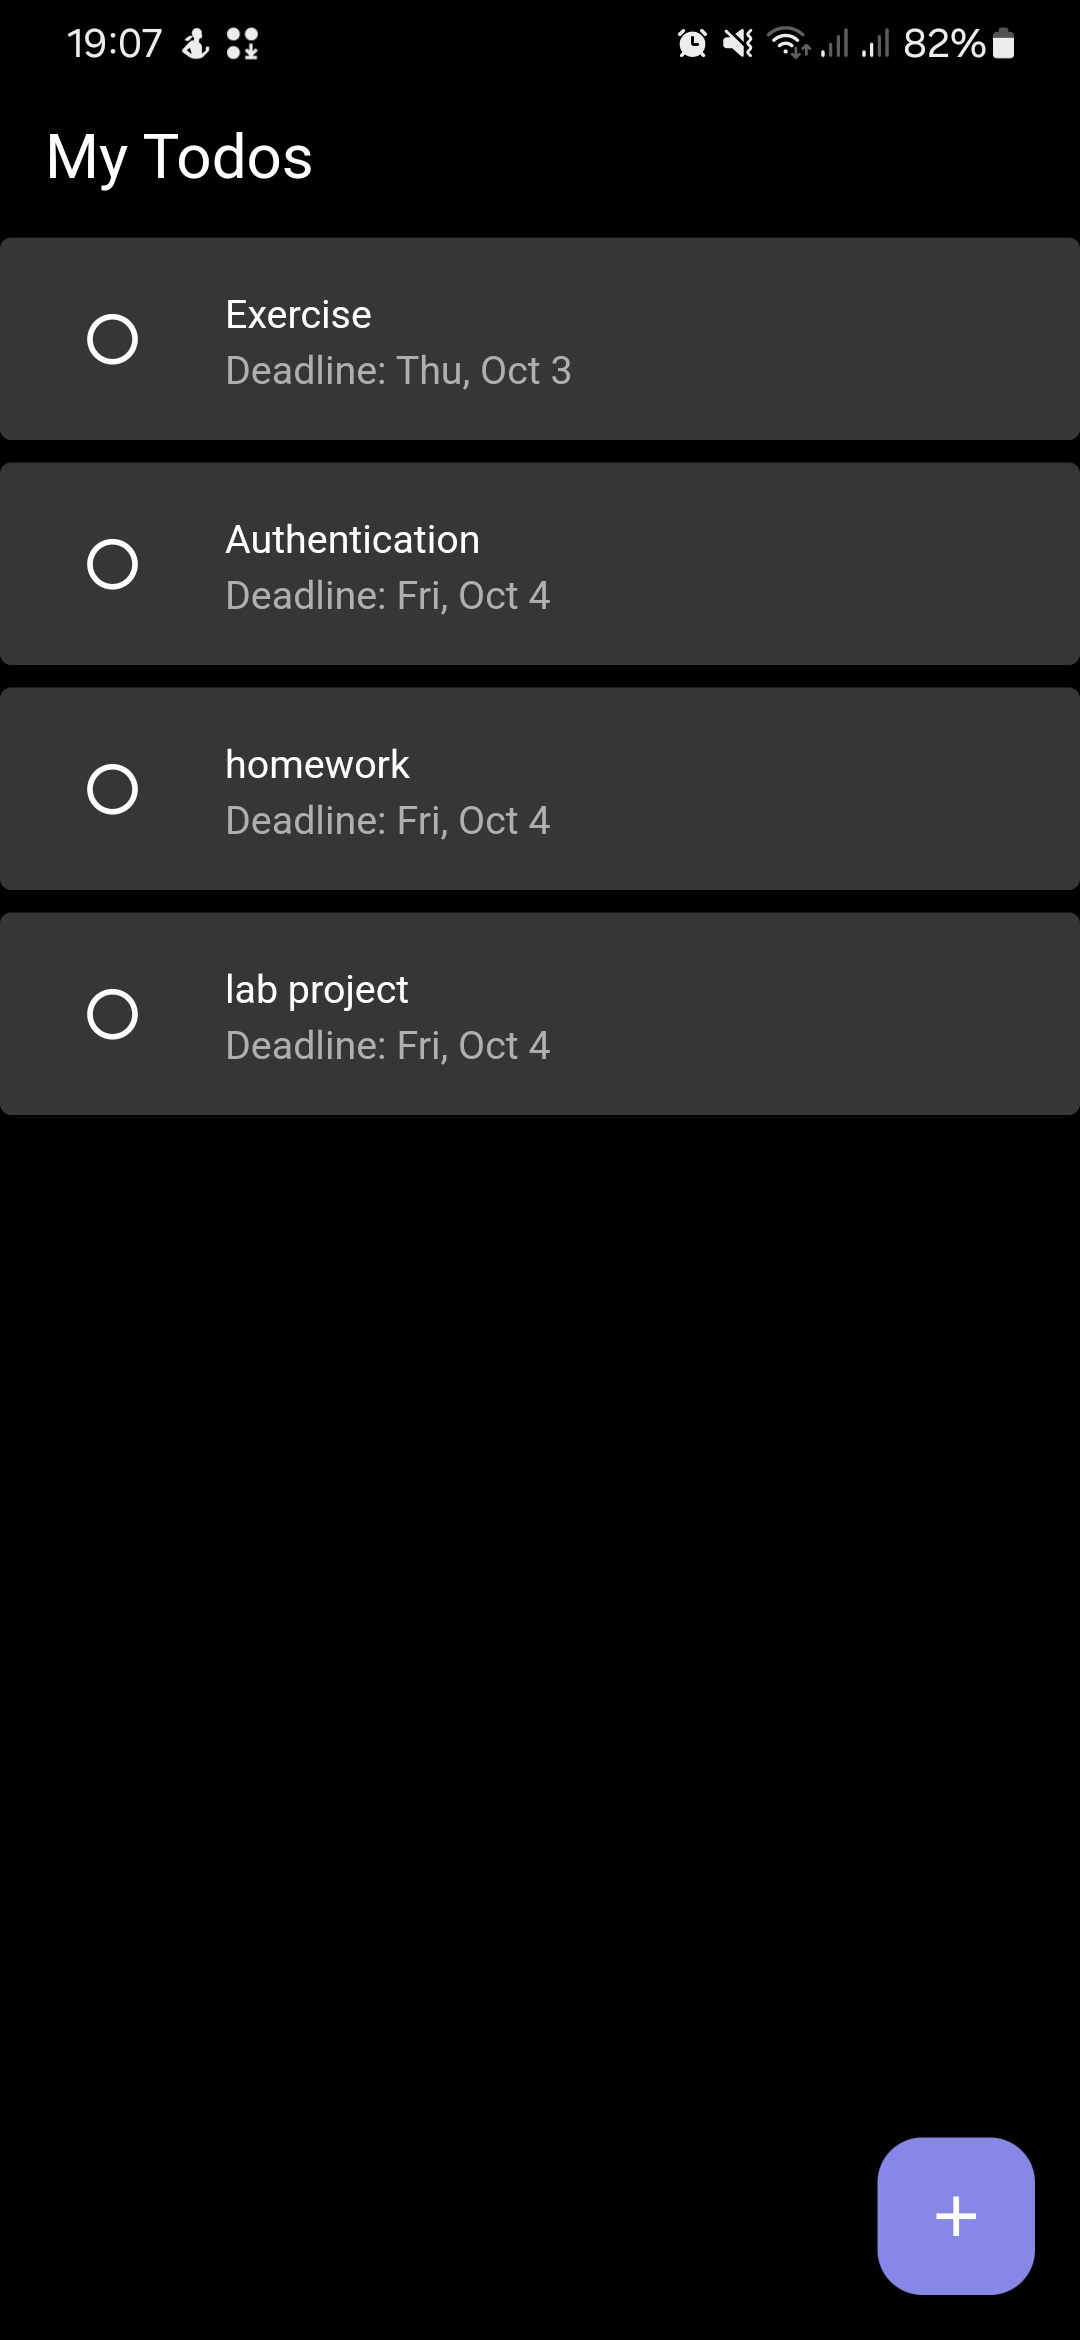 19:07 82%
My Todos
Exercise
Deadline: Thu, Oct 3
Authentication
Deadline: Fri, Oct 4
homework
Deadline: Fri, Oct 4
lab project
Deadline: Fri, Oct 4
+